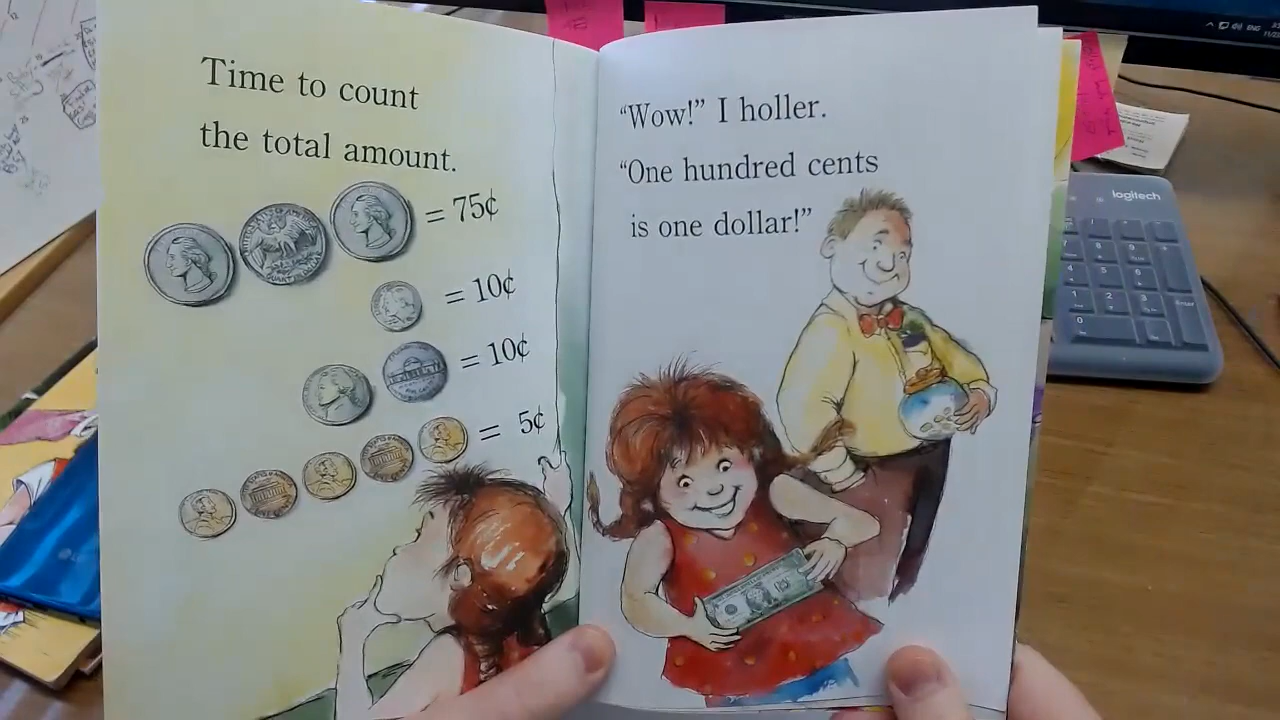 Time to count
the total amount.
= 75¢
= 10¢
= 10¢
= 5¢
“Wow!” I holler.
“One hundred cents
is one dollar!”
logitech
ENG